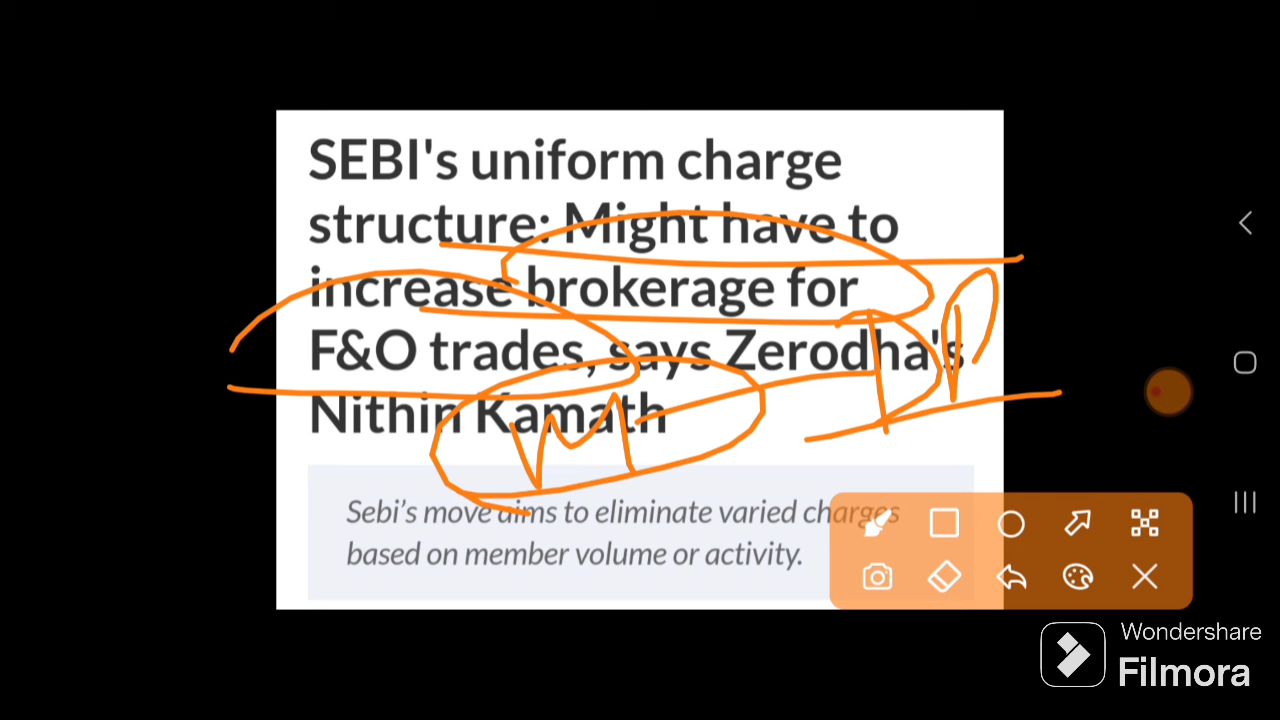 SEBI's uniform charge
structure: Might have to
increase brokerage for
F&O trades, says Zerodha's
Nithin Kamath
Sebi's move aims to eliminate varied charges
based on member volume or activity.
Wondershare
Filmora